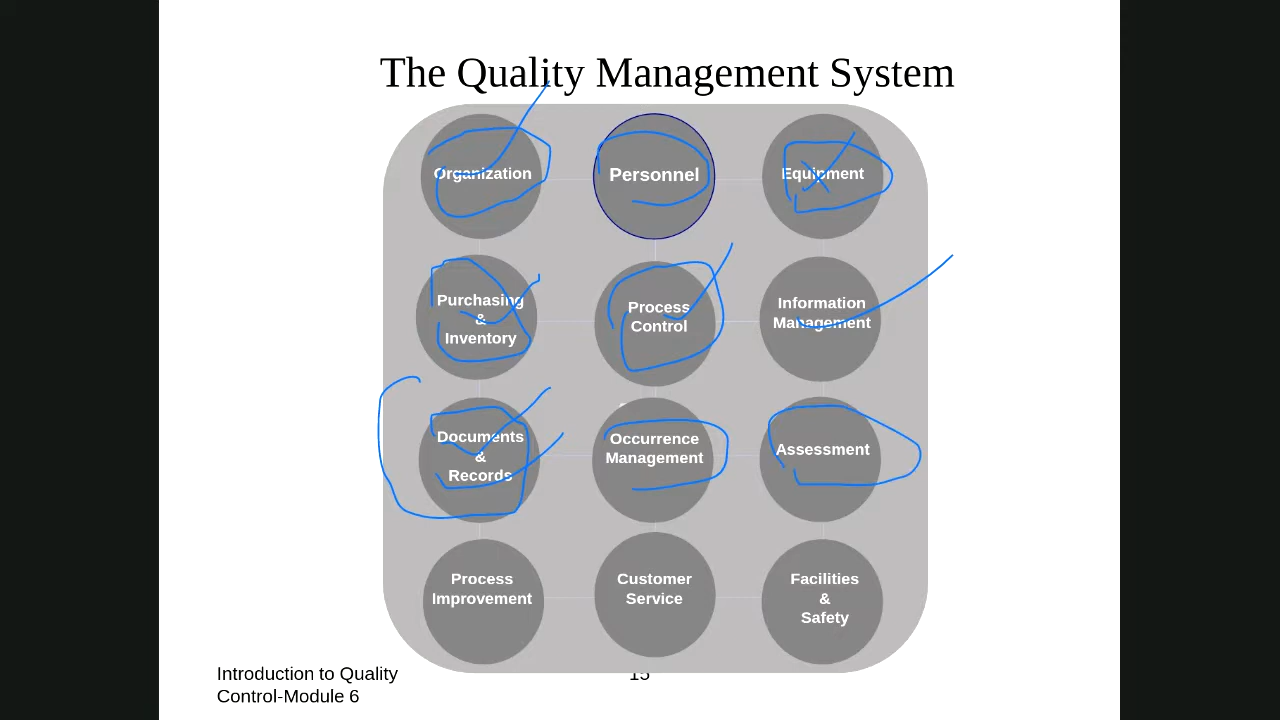 The Quality Management System
Organization
Personnel
Equipment
Purchasing
&
Inventory
Process
Control
Information
Management
Documents
&
Records
Occurrence
Management
Assessment
Process
Improvement
Customer
Service
Facilities
&
Safety
Introduction to Quality
Control-Module 6
15